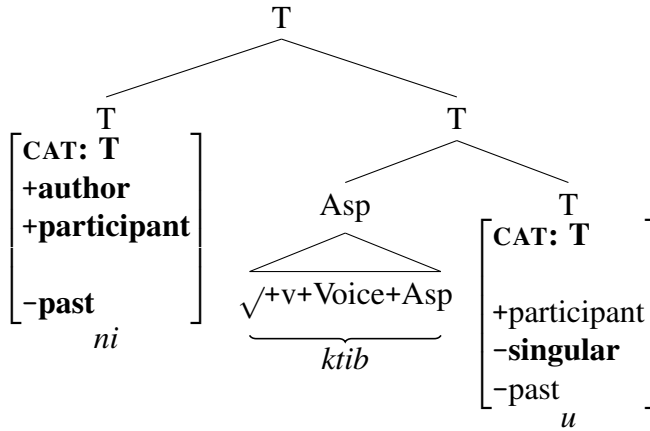 T
T
T
CAT: T
+author
+participant
−past
ni
Asp
√+v+Voice+Asp
ktib
T
CAT: T
+participant
−singular
−past
u